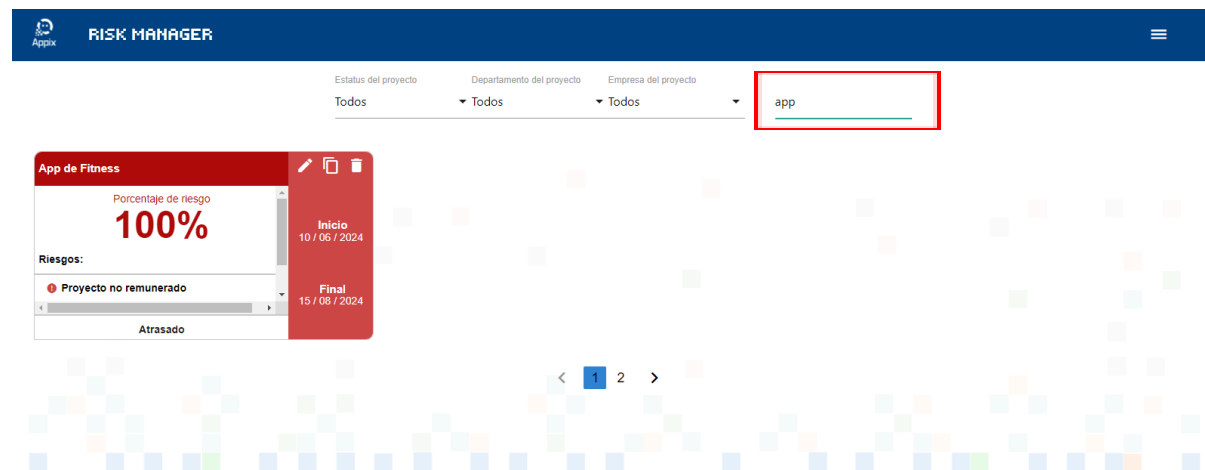 Appix
RISK MANAGER
Estatus del proyecto
Todos
Departamento del proyecto
Todos
Empresa del proyecto
Todos
app
App de Fitness
Porcentaje de riesgo
100%
Riesgos:
Proyecto no remunerado
Atrasado
Inicio
10 / 06 / 2024
Final
15 / 08 / 2024
1 2